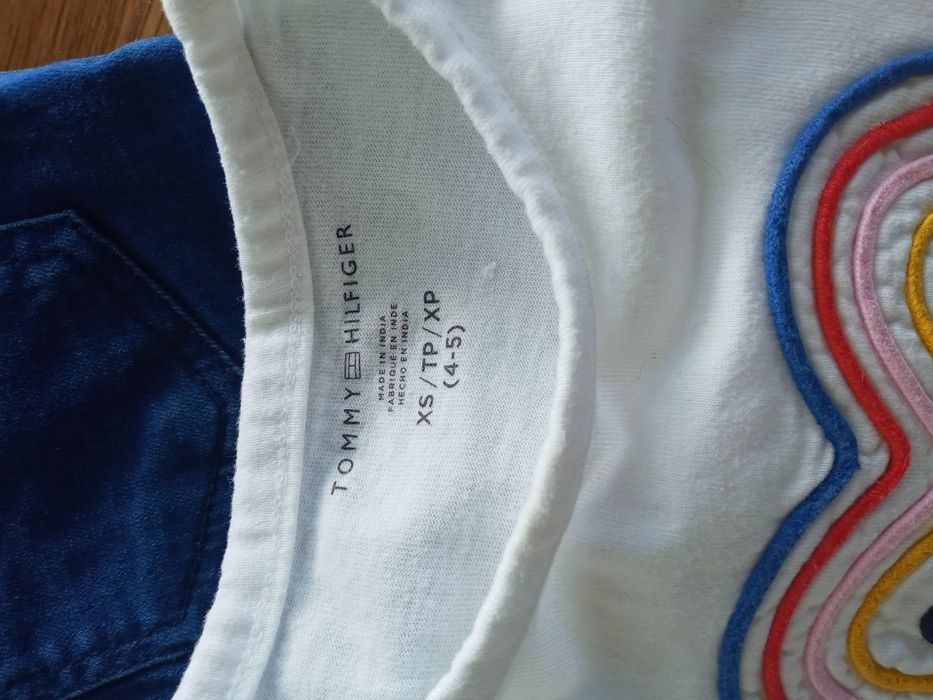 TOMMY HILFIGER
MADE IN INDIA
FABRIQUÉ EN INDE
HECHO EN INDIA
XS/TP/XP
(4-5)